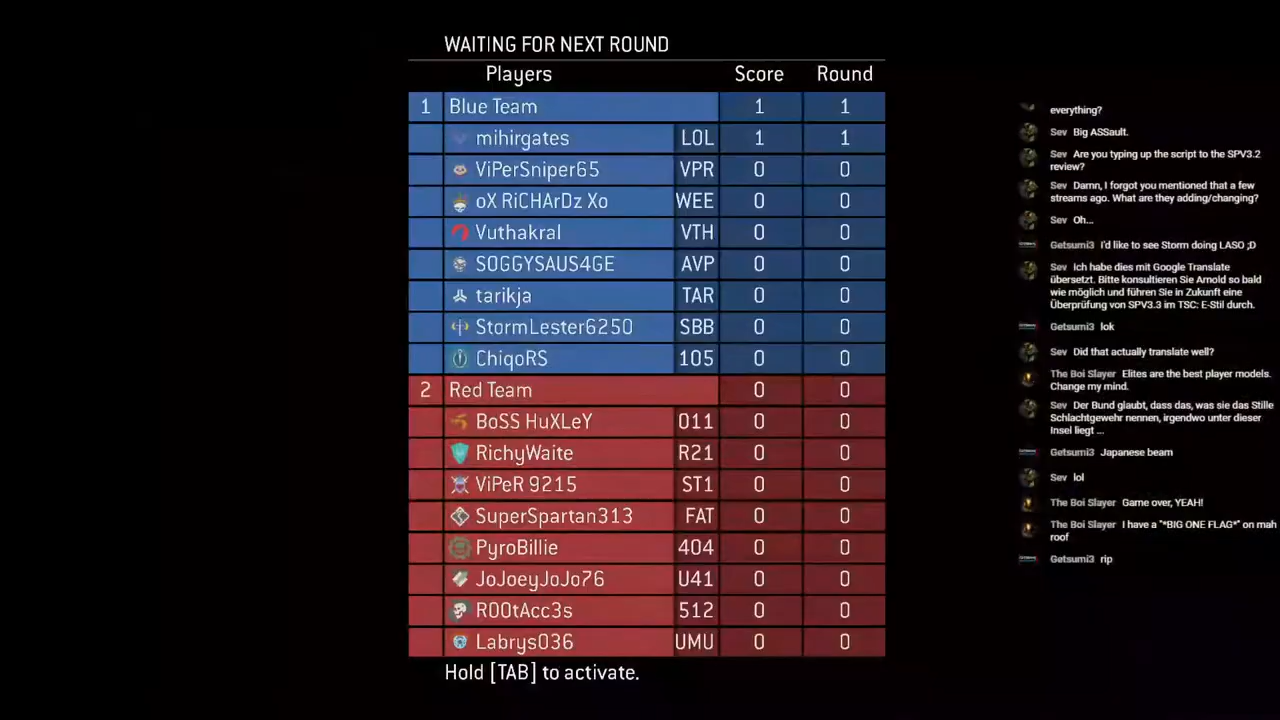 WAITING FOR NEXT ROUND
Players Score Round
1 Blue Team 1 1
mihirgates LOL 1 1
ViPerSniper65 VPR 0 0
oX RiCHArDz Xo WEE 0 0
Vuthakral VTH 0 0
SOGGYSAUS4GE AVP 0 0
tarikja TAR 0 0
StormLester6250 SBB 0 0
ChiqoRS 105 0 0
2 Red Team 0 0
BoSS HuXLeY 011 0 0
RichyWaite R21 0 0
ViPeR 9215 ST1 0 0
SuperSpartan313 FAT 0 0
PyroBillie 404 0 0
JoJoeyJoJo76 U41 0 0
R00tAcc3s 512 0 0
Labrys036 UMU 0 0
Hold [TAB] to activate.
everything?
Sev Big ASSault.
Sev Are you typing up the script to the SPV3.2
review?
Sev Damn, I forgot you mentioned that a few
streams ago. What are they adding/changing?
Sev Oh...
Getsumi3 I'd like to see Storm doing LASO ;D
Sev Ich habe dies mit Google Translate
übersetzt. Bitte konsultieren Sie Arnold so bald
wie möglich und führen Sie in Zukunft eine
Überprüfung von SPV3.3 im TSC: E-Stil durch.
Getsumi3 lok
Sev Did that actually translate well?
The Boi Slayer Elites are the best player models.
Change my mind.
Sev Der Bund glaubt, dass das, was sie das Stille
Schlachtgewehr nennen, irgendwo unter dieser
Insel liegt ...
Getsumi3 Japanese beam
Sev lol
The Boi Slayer Game over, YEAH!
The Boi Slayer I have a "*BIG ONE FLAG*" on mah
roof
Getsumi3 rip